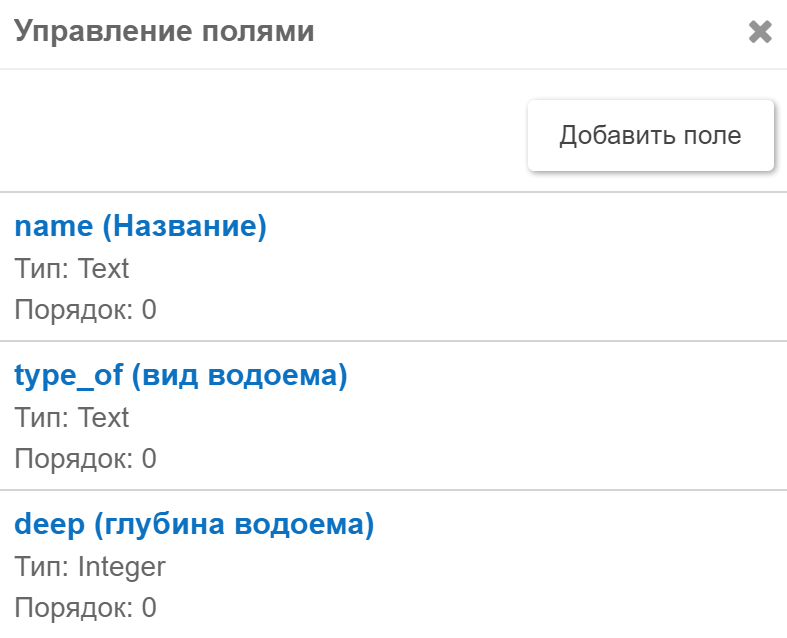 Управление полями
Добавить поле
name (Название)
Тип: Text
Порядок: 0
type_of (вид водоема)
Тип: Text
Порядок: 0
deep (глубина водоема)
Тип: Integer
Порядок: 0